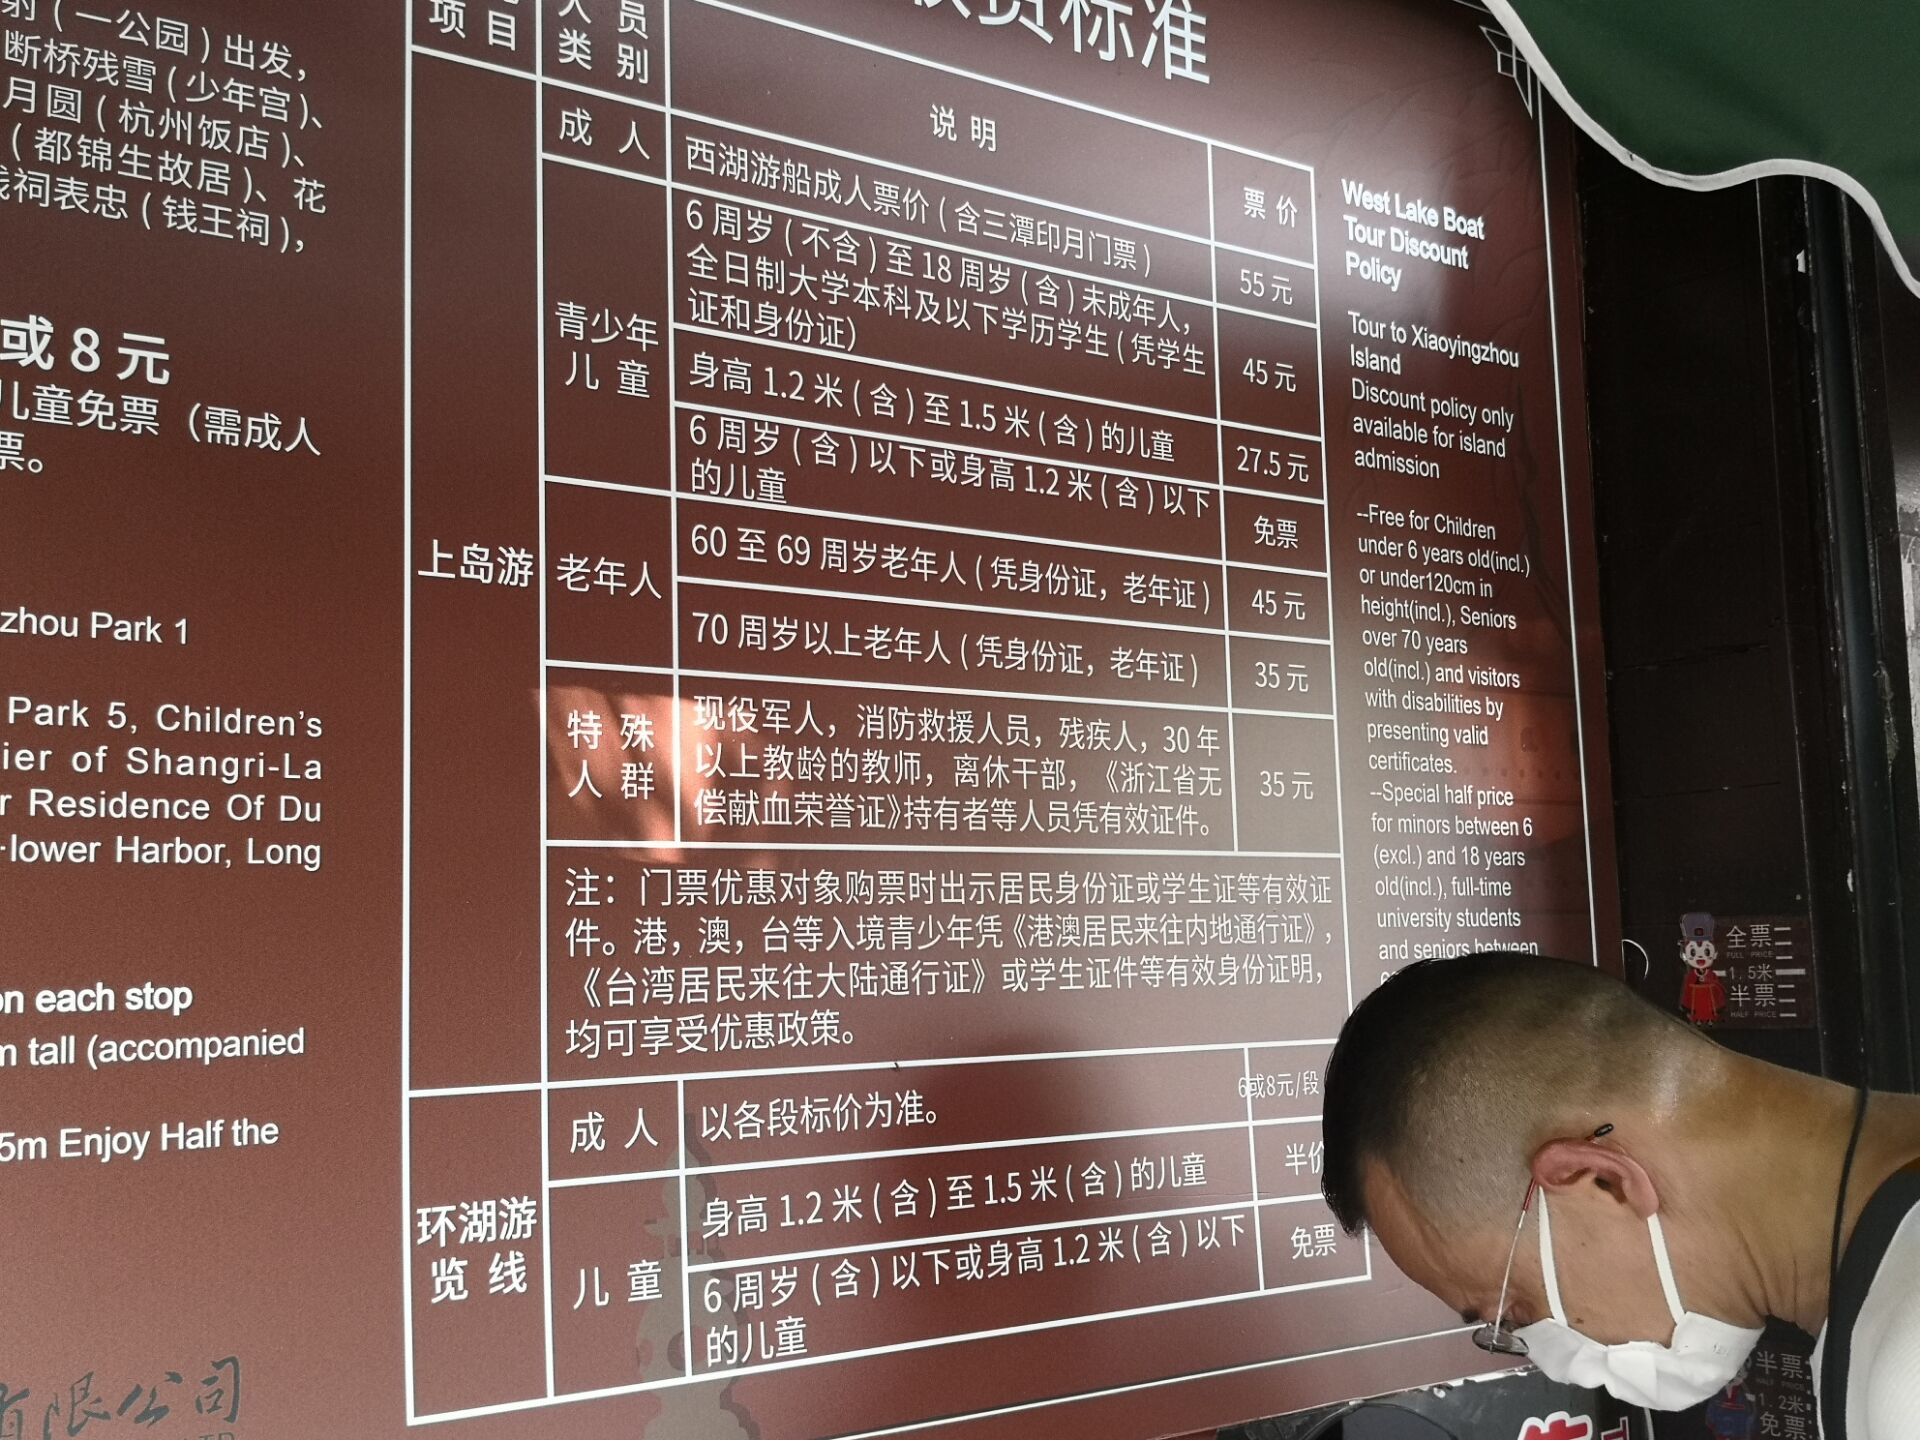 (一公园)出发，
断桥残雪(少年宫)、
月圆(杭州饭店)、
(都锦生故居)、花
祠表忠(钱王祠)，
或8元
儿童免票（需成人
票。
zhou Park 1
Park 5, Children's
ier of Shangri-La
r Residence Of Du
-lower Harbor, Long
on each stop
m tall (accompanied
5m Enjoy Half the
有限公司
标准
项目
人员
类别
说明
票价
上岛游
成人
西湖游船成人票价(含三潭印月门票)
55元
青少年
儿童
6周岁(不含)至18周岁(含)未成年人，
全日制大学本科及以下学历学生(凭学生
证和身份证)
45元
身高1.2米(含)至1.5米(含)的儿童
27.5元
6周岁(含)以下或身高1.2米(含)以下
的儿童
免票
老年人
60至69周岁老年人(凭身份证，老年证)
45元
70周岁以上老年人(凭身份证，老年证)
35元
特殊
人群
现役军人，消防救援人员，残疾人，30年
以上教龄的教师，离休干部，《浙江省无
偿献血荣誉证》持有者等人员凭有效证件。
35元
注：门票优惠对象购票时出示居民身份证或学生证等有效证
件。港，澳，台等入境青少年凭《港澳居民来往内地通行证》，
《台湾居民来往大陆通行证》或学生证件等有效身份证明，
均可享受优惠政策。
环湖游
览线
成人
以各段标价为准。
6或8元/段
儿童
身高1.2米(含)至1.5米(含)的儿童
半价
6周岁(含)以下或身高1.2米(含)以下
的儿童
免票
West Lake Boat
Tour Discount
Policy
Tour to Xiaoyingzhou
Island
Discount policy only
available for island
admission
--Free for Children
under 6 years old(incl.)
or under120cm in
height(incl.), Seniors
over 70 years
old(incl.) and visitors
with disabilities by
presenting valid
certificates.
--Special half price
for minors between 6
(excl.) and 18 years
old(incl.), full-time
university students
and seniors between
全票
FULL PRICE
1.5米
半票
HALF PRICE
半票
HALF PRICE
1.2米
免票